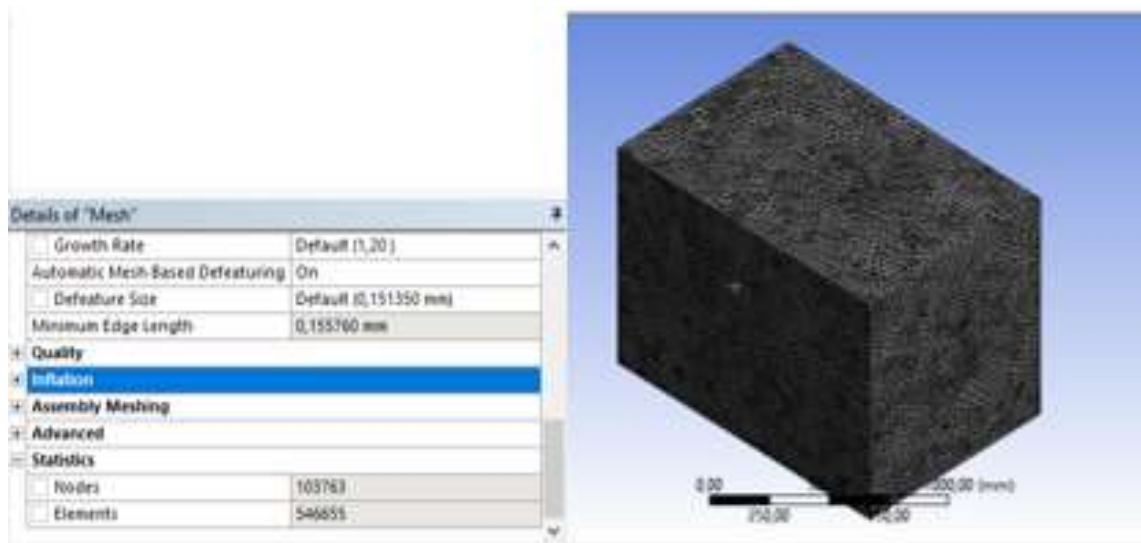 Details of "Mesh"
Growth Rate Default (1,20 )
Automatic Mesh Based Defeaturing On
Defeature Size Default (0,151350 mm)
Minimum Edge Length 0,155760 mm
Quality
Inflation
Assembly Meshing
Advanced
Statistics
Nodes 103763
Elements 546655
0,00 (mm)
250,00